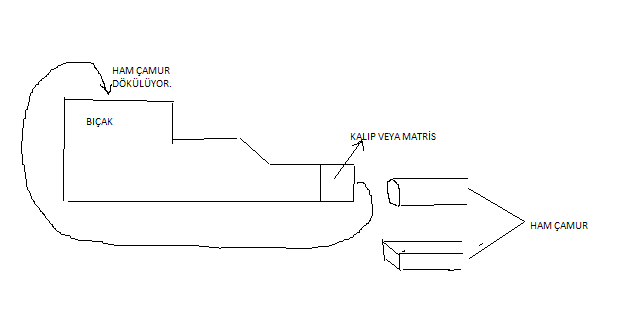 HAM ÇAMUR
DÖKÜLÜYOR.
BIÇAK
KALIP VEYA MATRİS
HAM ÇAMUR